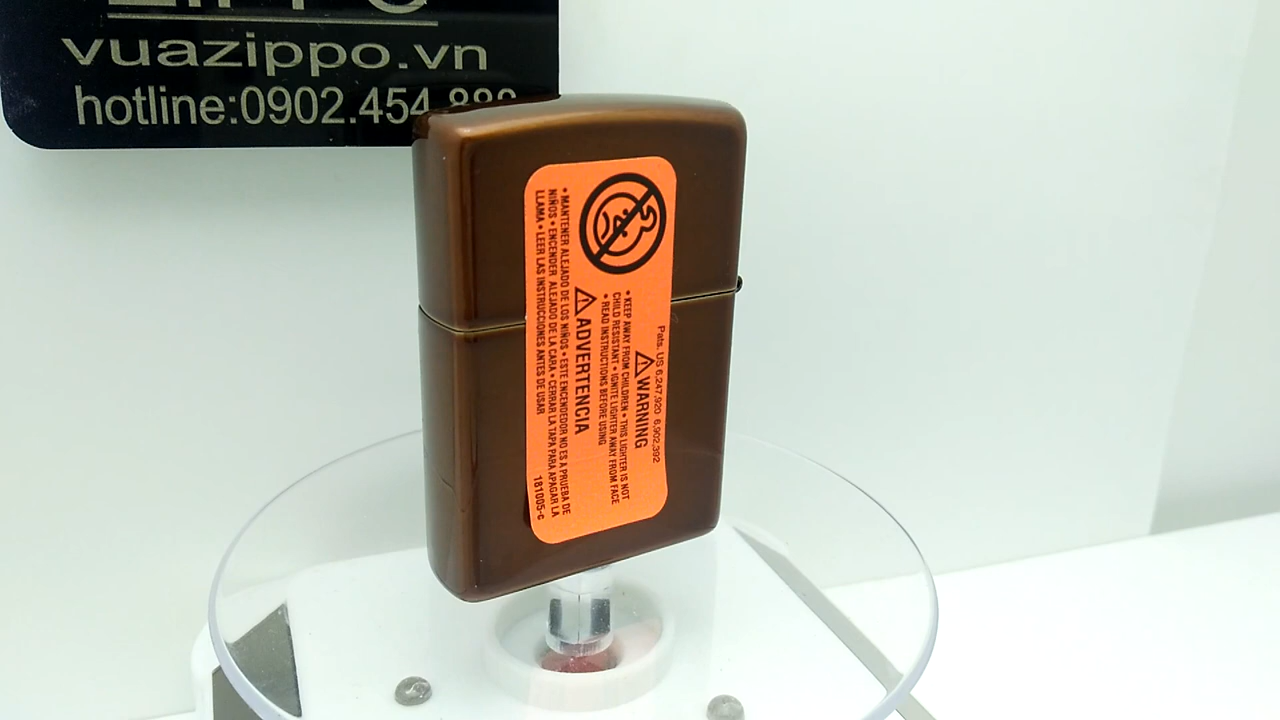 ZIPPO
vuazippo.vn
hotline:0902.454.888
Pats. US 6,247,920 6,902,392
⚠WARNING
• KEEP AWAY FROM CHILDREN • THIS LIGHTER IS NOT
CHILD RESISTANT • IGNITE LIGHTER AWAY FROM FACE
• READ INSTRUCTIONS BEFORE USING
⚠ADVERTENCIA
• MANTENER ALEJADO DE LOS NIÑOS • ESTE ENCENDEDOR NO ES A PRUEBA DE
NIÑOS • ENCENDER ALEJADO DE LA CARA • CERRAR LA TAPA PARA APAGAR LA
LLAMA • LEER LAS INSTRUCCIONES ANTES DE USAR
181005-c